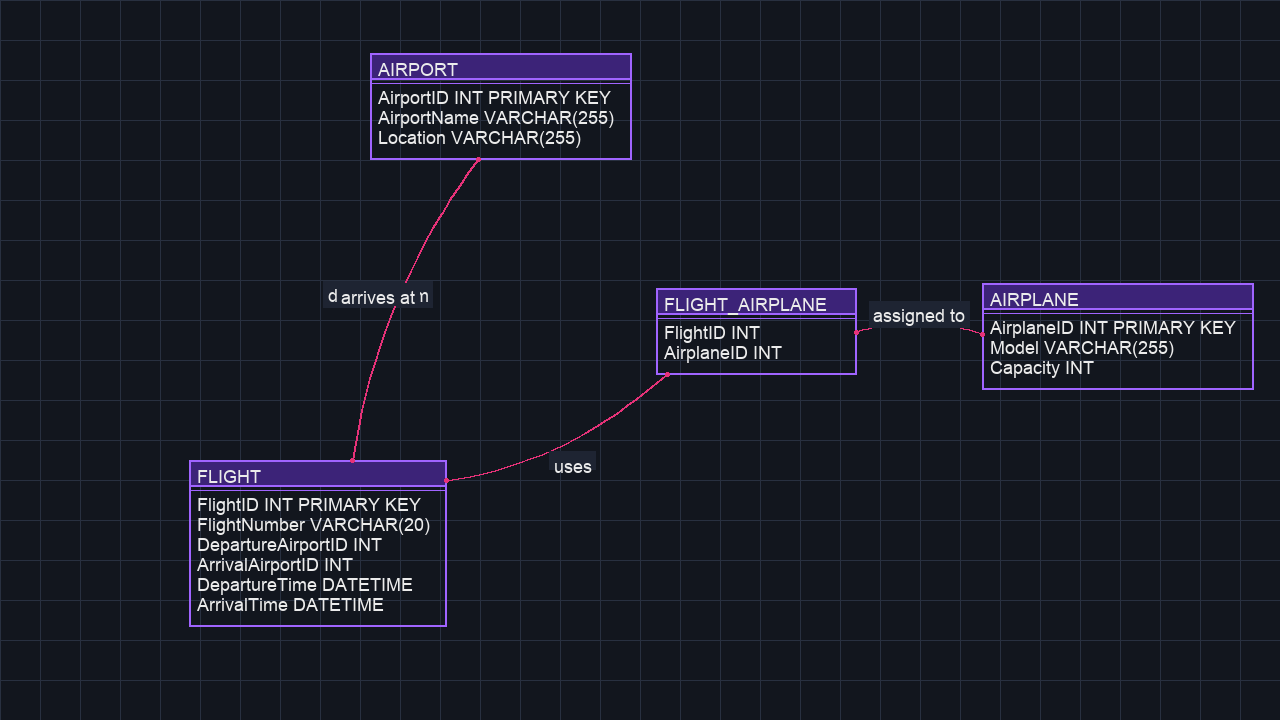 AIRPORT
AirportID INT PRIMARY KEY
AirportName VARCHAR(255)
Location VARCHAR(255)
arrives at
FLIGHT_AIRPLANE
FlightID INT
AirplaneID INT
assigned to
AIRPLANE
AirplaneID INT PRIMARY KEY
Model VARCHAR(255)
Capacity INT
uses
FLIGHT
FlightID INT PRIMARY KEY
FlightNumber VARCHAR(20)
DepartureAirportID INT
ArrivalAirportID INT
DepartureTime DATETIME
ArrivalTime DATETIME